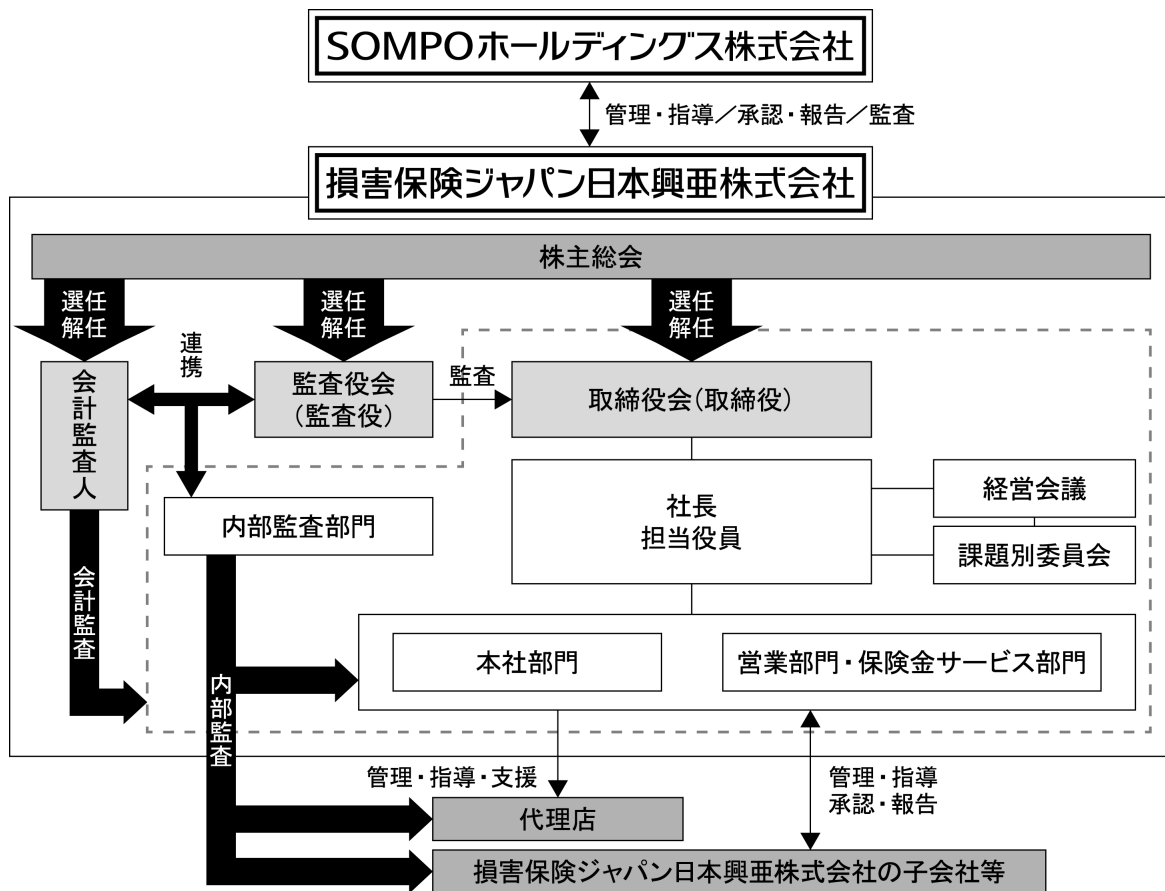 SOMPOホールディングス株式会社
管理・指導／承認・報告／監査
損害保険ジャパン日本興亜株式会社
株主総会
選任
解任
選任
解任
選任
解任
会計監査人
連携
監査役会
（監査役）
監査
取締役会（取締役）
内部監査部門
社長
担当役員
経営会議
課題別委員会
会計監査
内部監査
本社部門
営業部門・保険金サービス部門
管理・指導・支援
管理・指導
承認・報告
代理店
損害保険ジャパン日本興亜株式会社の子会社等